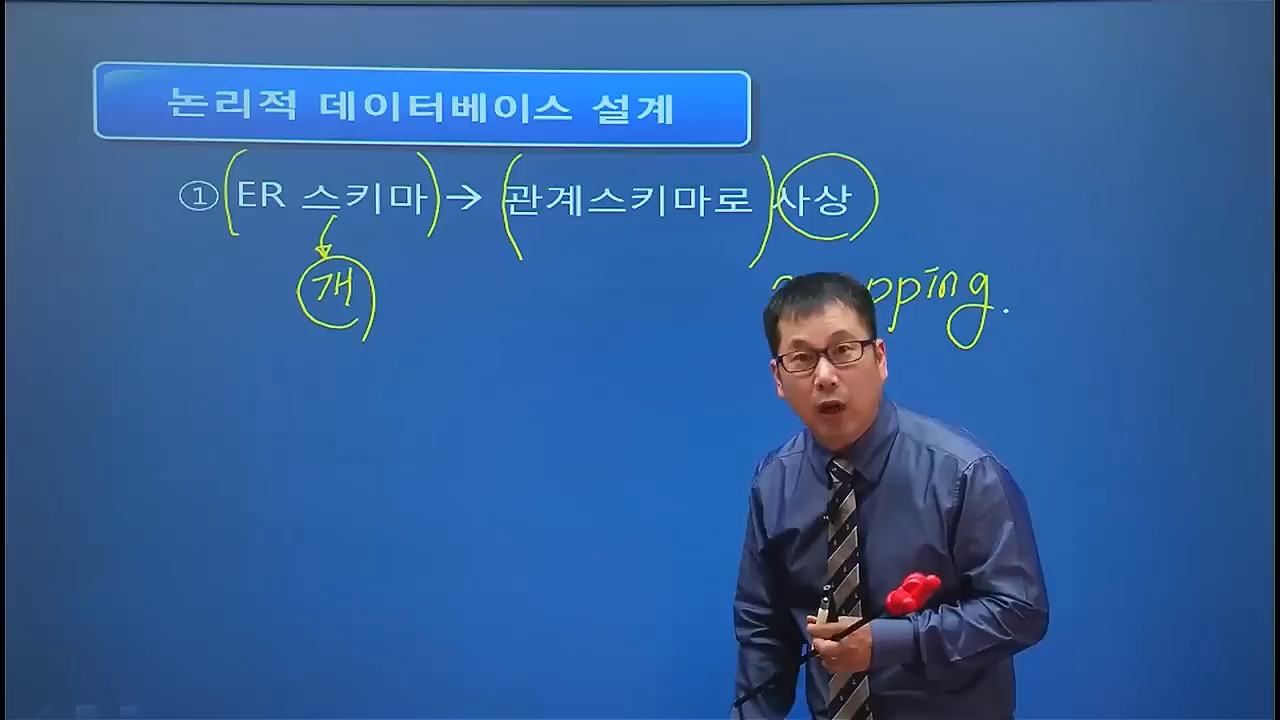 논리적 데이터베이스 설계
① ER 스키마 → 관계스키마로 사상
개
pping.